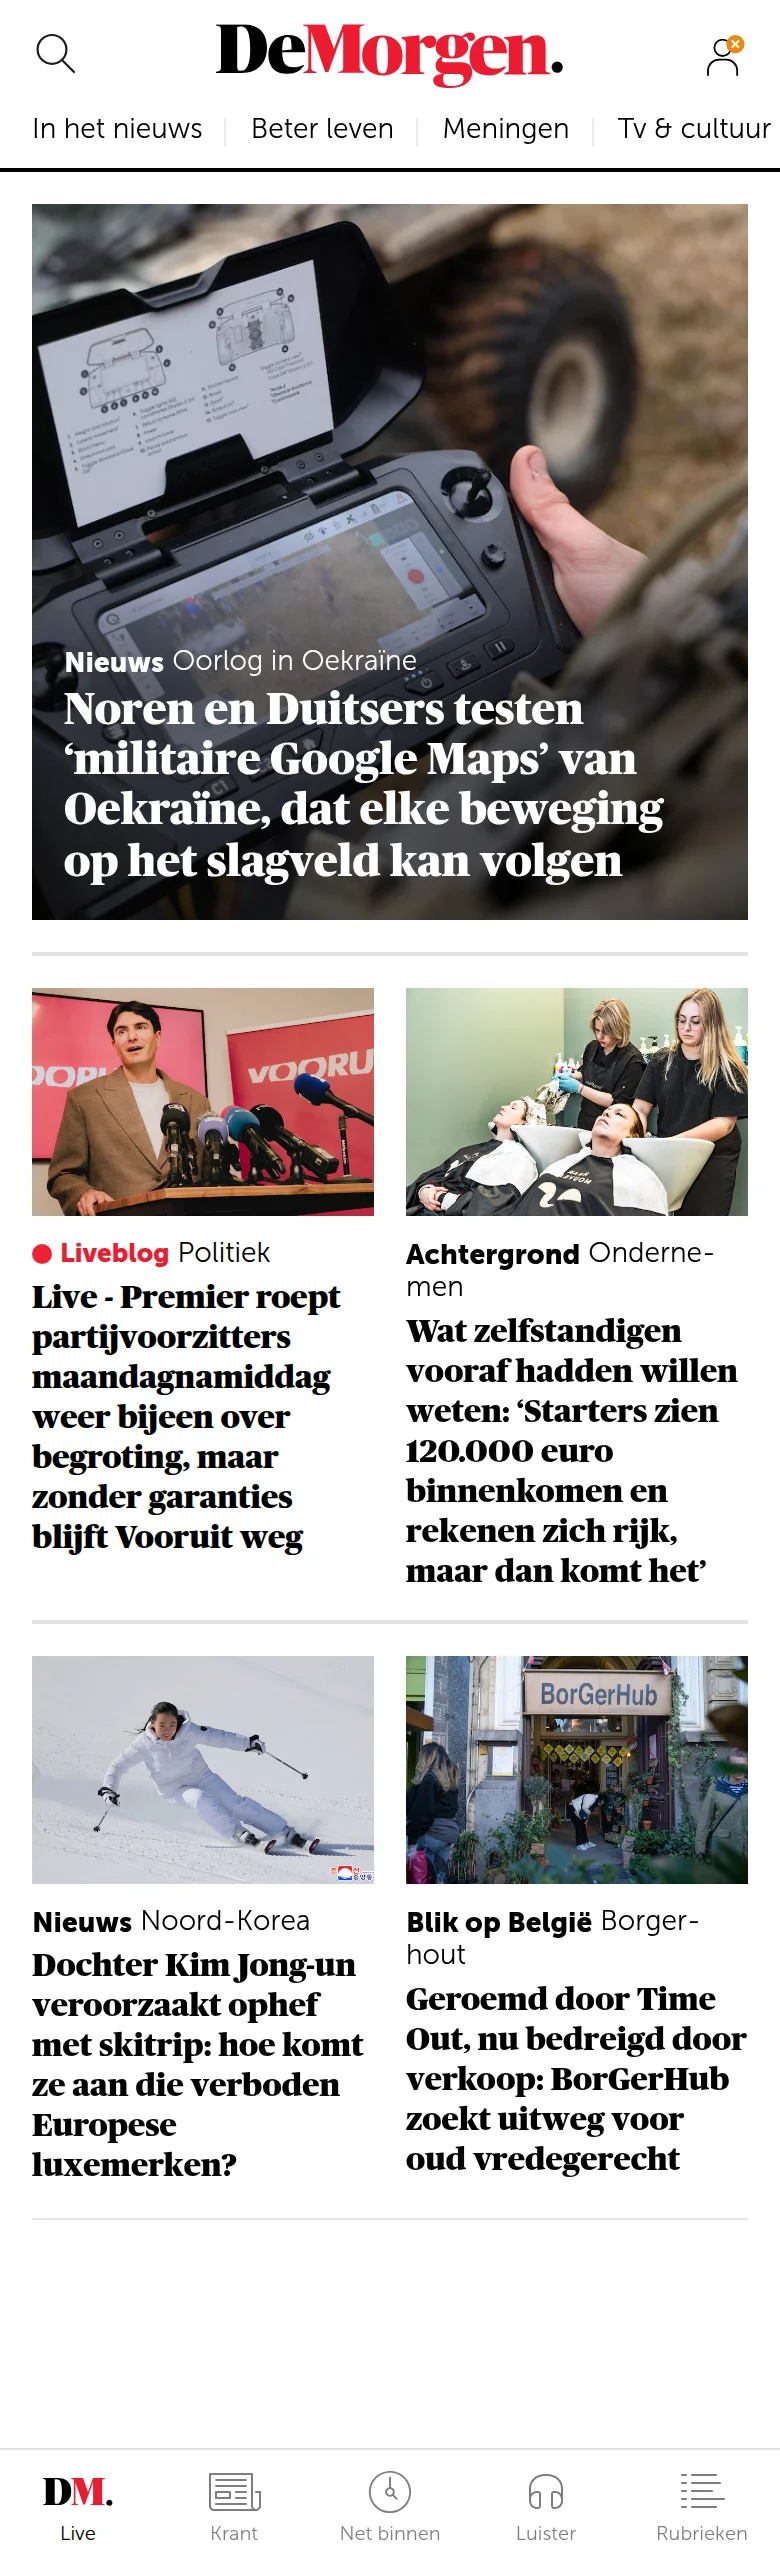 DeMorgen.
In het nieuws
Beter leven
Meningen
Tv & cultuur
Nieuws Oorlog in Oekraïne
Noren en Duitsers testen
‘militaire Google Maps’ van
Oekraïne, dat elke beweging
op het slagveld kan volgen
VOORU
Liveblog Politiek
Live - Premier roept
partijvoorzitters
maandagnamiddag
weer bijeen over
begroting, maar
zonder garanties
blijft Vooruit weg
Achtergrond Onderne-
men
Wat zelfstandigen
vooraf hadden willen
weten: ‘Starters zien
120.000 euro
binnenkomen en
rekenen zich rijk,
maar dan komt het’
Nieuws Noord-Korea
Dochter Kim Jong-un
veroorzaakt ophef
met skitrip: hoe komt
ze aan die verboden
Europese
luxemerken?
BorGerHub
Blik op België Borger-
hout
Geroemd door Time
Out, nu bedreigd door
verkoop: BorGerHub
zoekt uitweg voor
oud vredegerecht
DM.
Live
Krant
Net binnen
Luister
Rubrieken